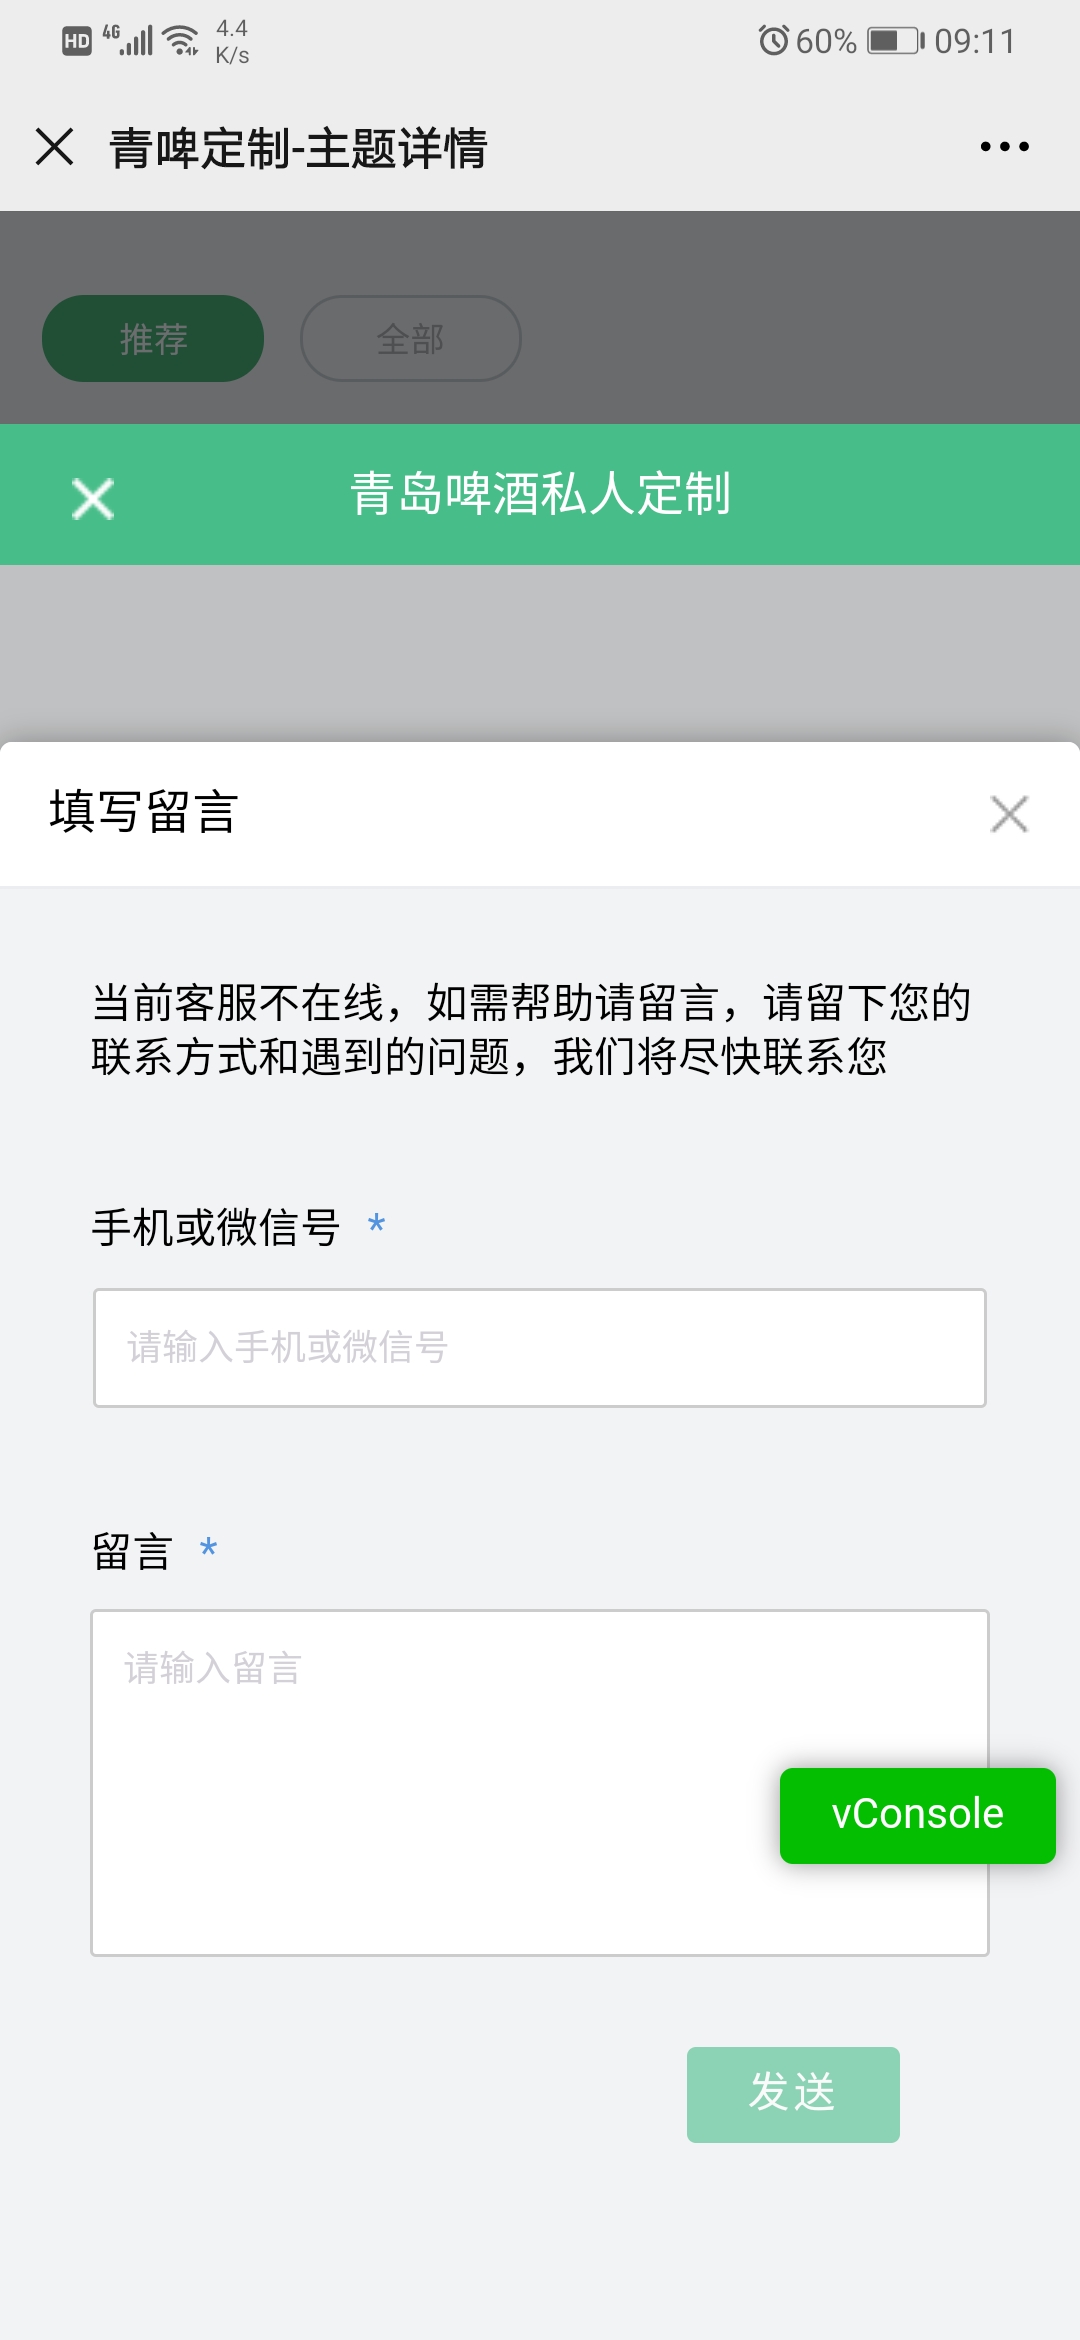 HD 4G 4.4 K/s 60% 09:11
青啤定制-主题详情
推荐 全部
青岛啤酒私人定制
填写留言
当前客服不在线，如需帮助请留言，请留下您的
联系方式和遇到的问题，我们将尽快联系您
手机或微信号 *
请输入手机或微信号
留言 *
请输入留言
vConsole
发送